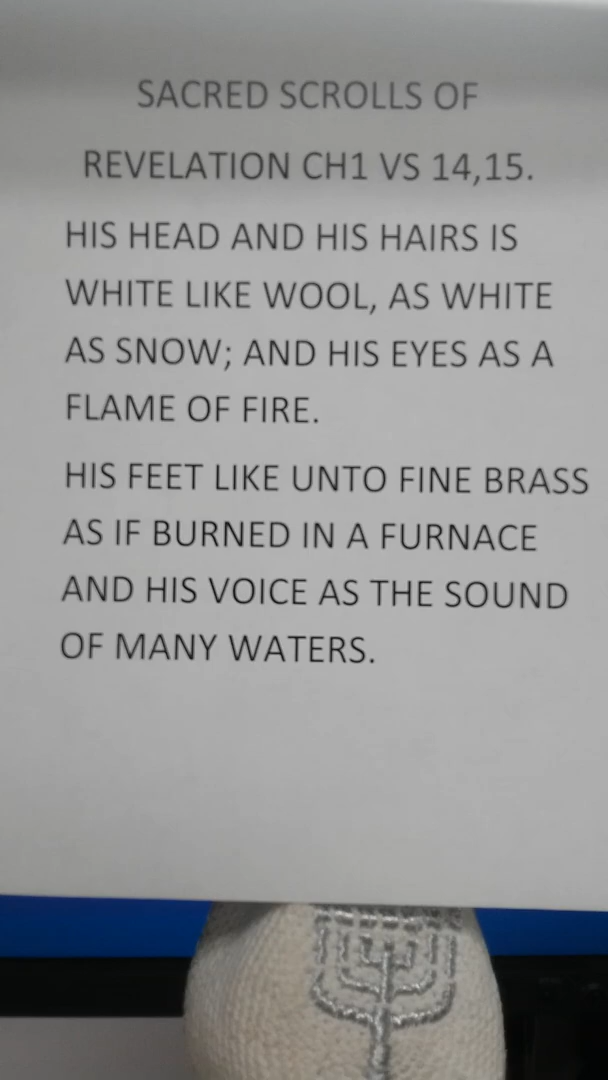 SACRED SCROLLS OF
REVELATION CH1 VS 14,15.
HIS HEAD AND HIS HAIRS IS
WHITE LIKE WOOL, AS WHITE
AS SNOW; AND HIS EYES AS A
FLAME OF FIRE.
HIS FEET LIKE UNTO FINE BRASS
AS IF BURNED IN A FURNACE
AND HIS VOICE AS THE SOUND
OF MANY WATERS.